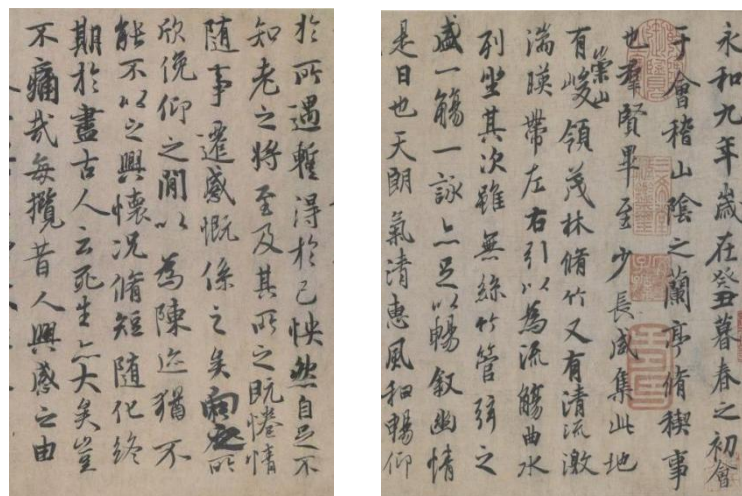 永和九年歲在癸丑暮春之初會
于會稽山陰之蘭亭脩稧事
也羣賢畢至少長咸集此地
有崇山峻領茂林脩竹又有清流激
湍暎帶左右引以為流觴曲水
列坐其次雖無絲竹管弦之
盛一觴一詠亦足以暢敘幽情
是日也天朗氣清惠風和暢仰
於所遇蹔得於己怏然自足不
知老之將至及其所之既惓情
隨事遷感慨係之矣向之所
欣俛仰之閒以為陳迹猶不
能不以之興懷況脩短隨化終
期於盡古人云死生亦大矣豈
不痛哉每攬昔人興感之由